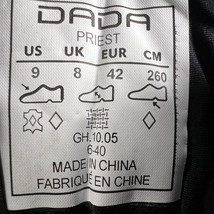 DADA
PRIEST
US UK EUR CM
9 8 42 260
GH.10.05
6-40
MADE IN CHINA
FABRIQUÉ EN CHINE